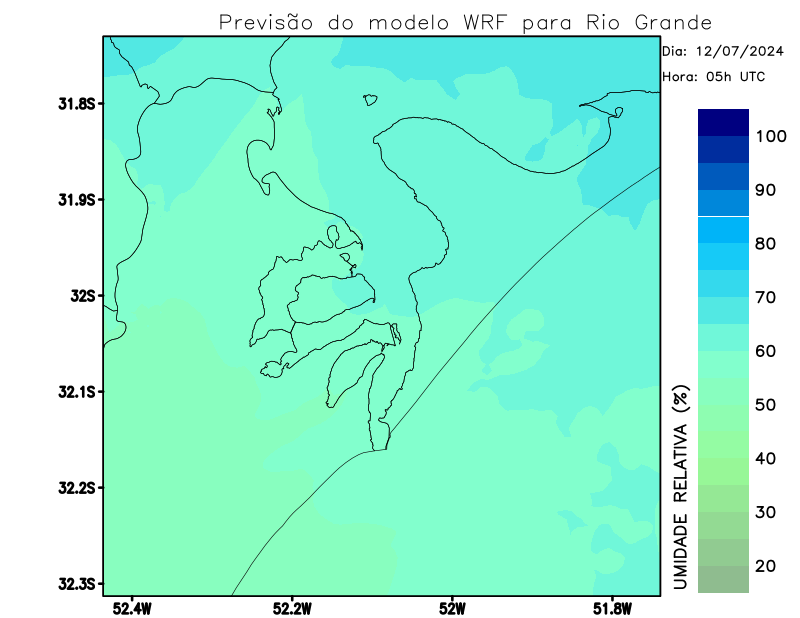 Previsão do modelo WRF para Rio Grande
Dia: 12/07/2024
Hora: 05h UTC
31.8S
31.9S
32S
32.1S
32.2S
32.3S
52.4W
52.2W
52W
51.8W
100
90
80
70
60
50
40
30
20
UMIDADE RELATIVA (%)